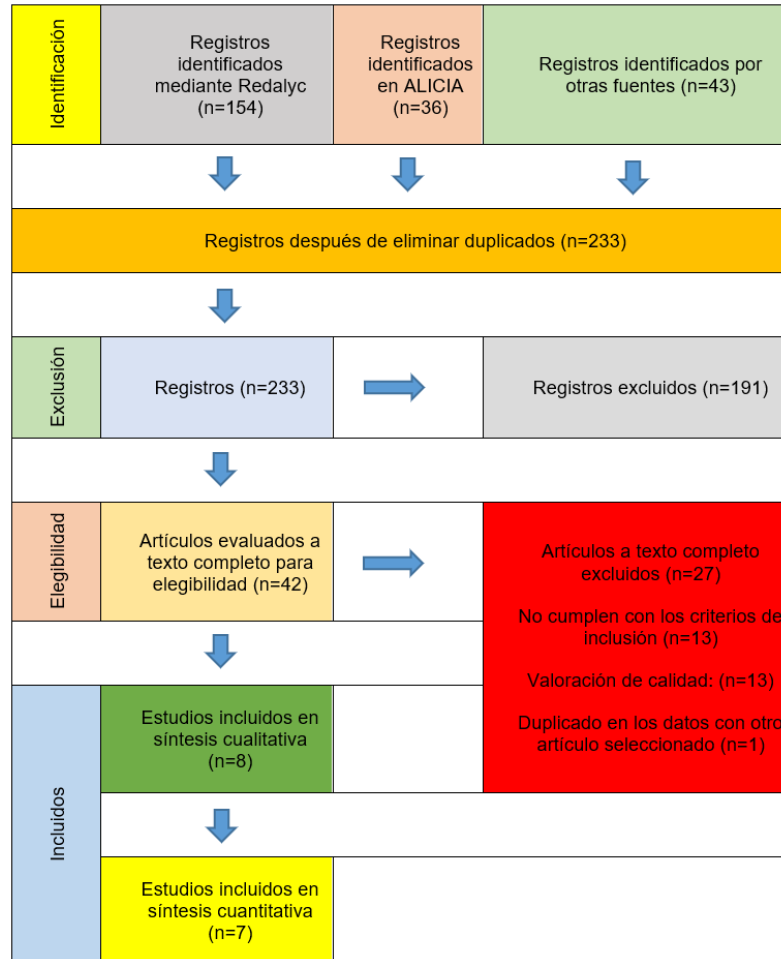 Identificación
Registros
identificados
mediante Redalyc
(n=154)
Registros
identificados
en ALICIA
(n=36)
Registros identificados por
otras fuentes (n=43)
Registros después de eliminar duplicados (n=233)
Exclusión
Registros (n=233)
Registros excluidos (n=191)
Elegibilidad
Artículos evaluados a
texto completo para
elegibilidad (n=42)
Artículos a texto completo
excluidos (n=27)
No cumplen con los criterios de
inclusión (n=13)
Valoración de calidad: (n=13)
Duplicado en los datos con otro
artículo seleccionado (n=1)
Incluidos
Estudios incluidos en
síntesis cualitativa
(n=8)
Estudios incluidos en
síntesis cuantitativa
(n=7)